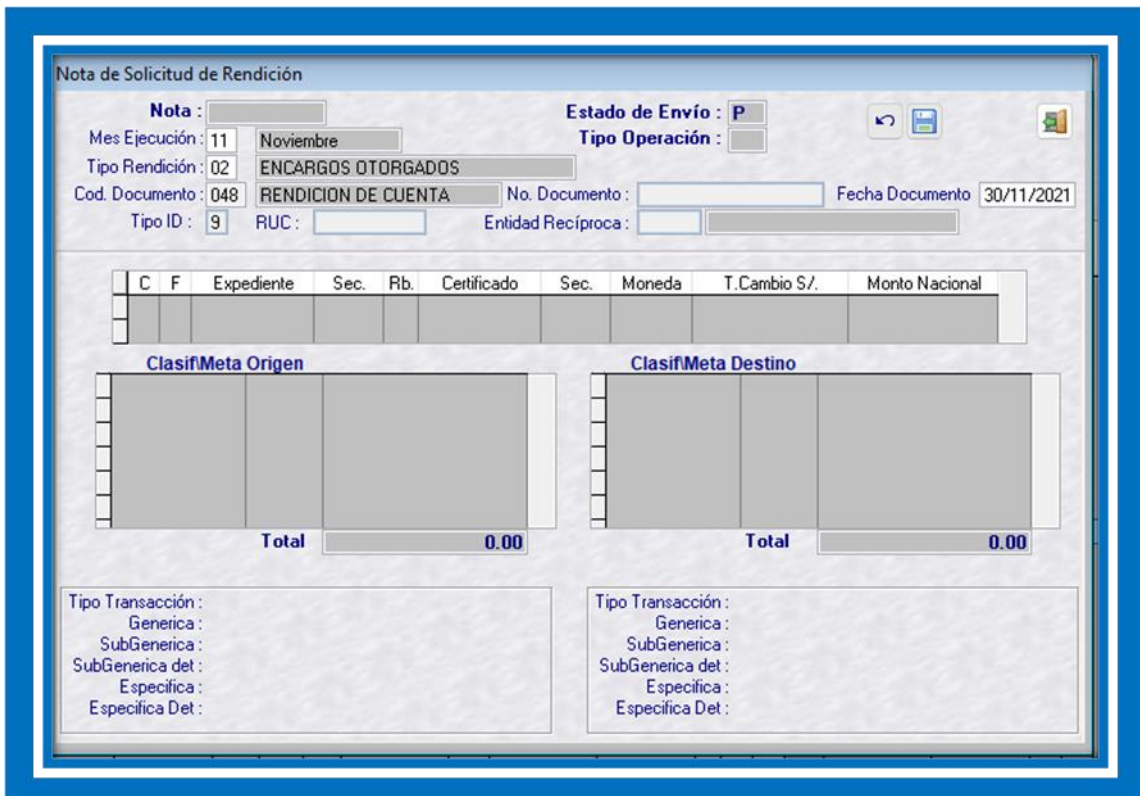 Nota de Solicitud de Rendición
Nota : Estado de Envío : P
Mes Ejecución : 11 Noviembre Tipo Operación :
Tipo Rendición : 02 ENCARGOS OTORGADOS
Cod. Documento : 048 RENDICION DE CUENTA No. Documento : Fecha Documento 30/11/2021
Tipo ID : 9 RUC : Entidad Recíproca :
C F Expediente Sec. Rb. Certificado Sec. Moneda T.Cambio S/. Monto Nacional
Clasif\Meta Origen Clasif\Meta Destino
Total 0.00 Total 0.00
Tipo Transacción : Tipo Transacción :
Generica : Generica :
SubGenerica : SubGenerica :
SubGenerica det : SubGenerica det :
Especifica : Especifica :
Especifica Det : Especifica Det :